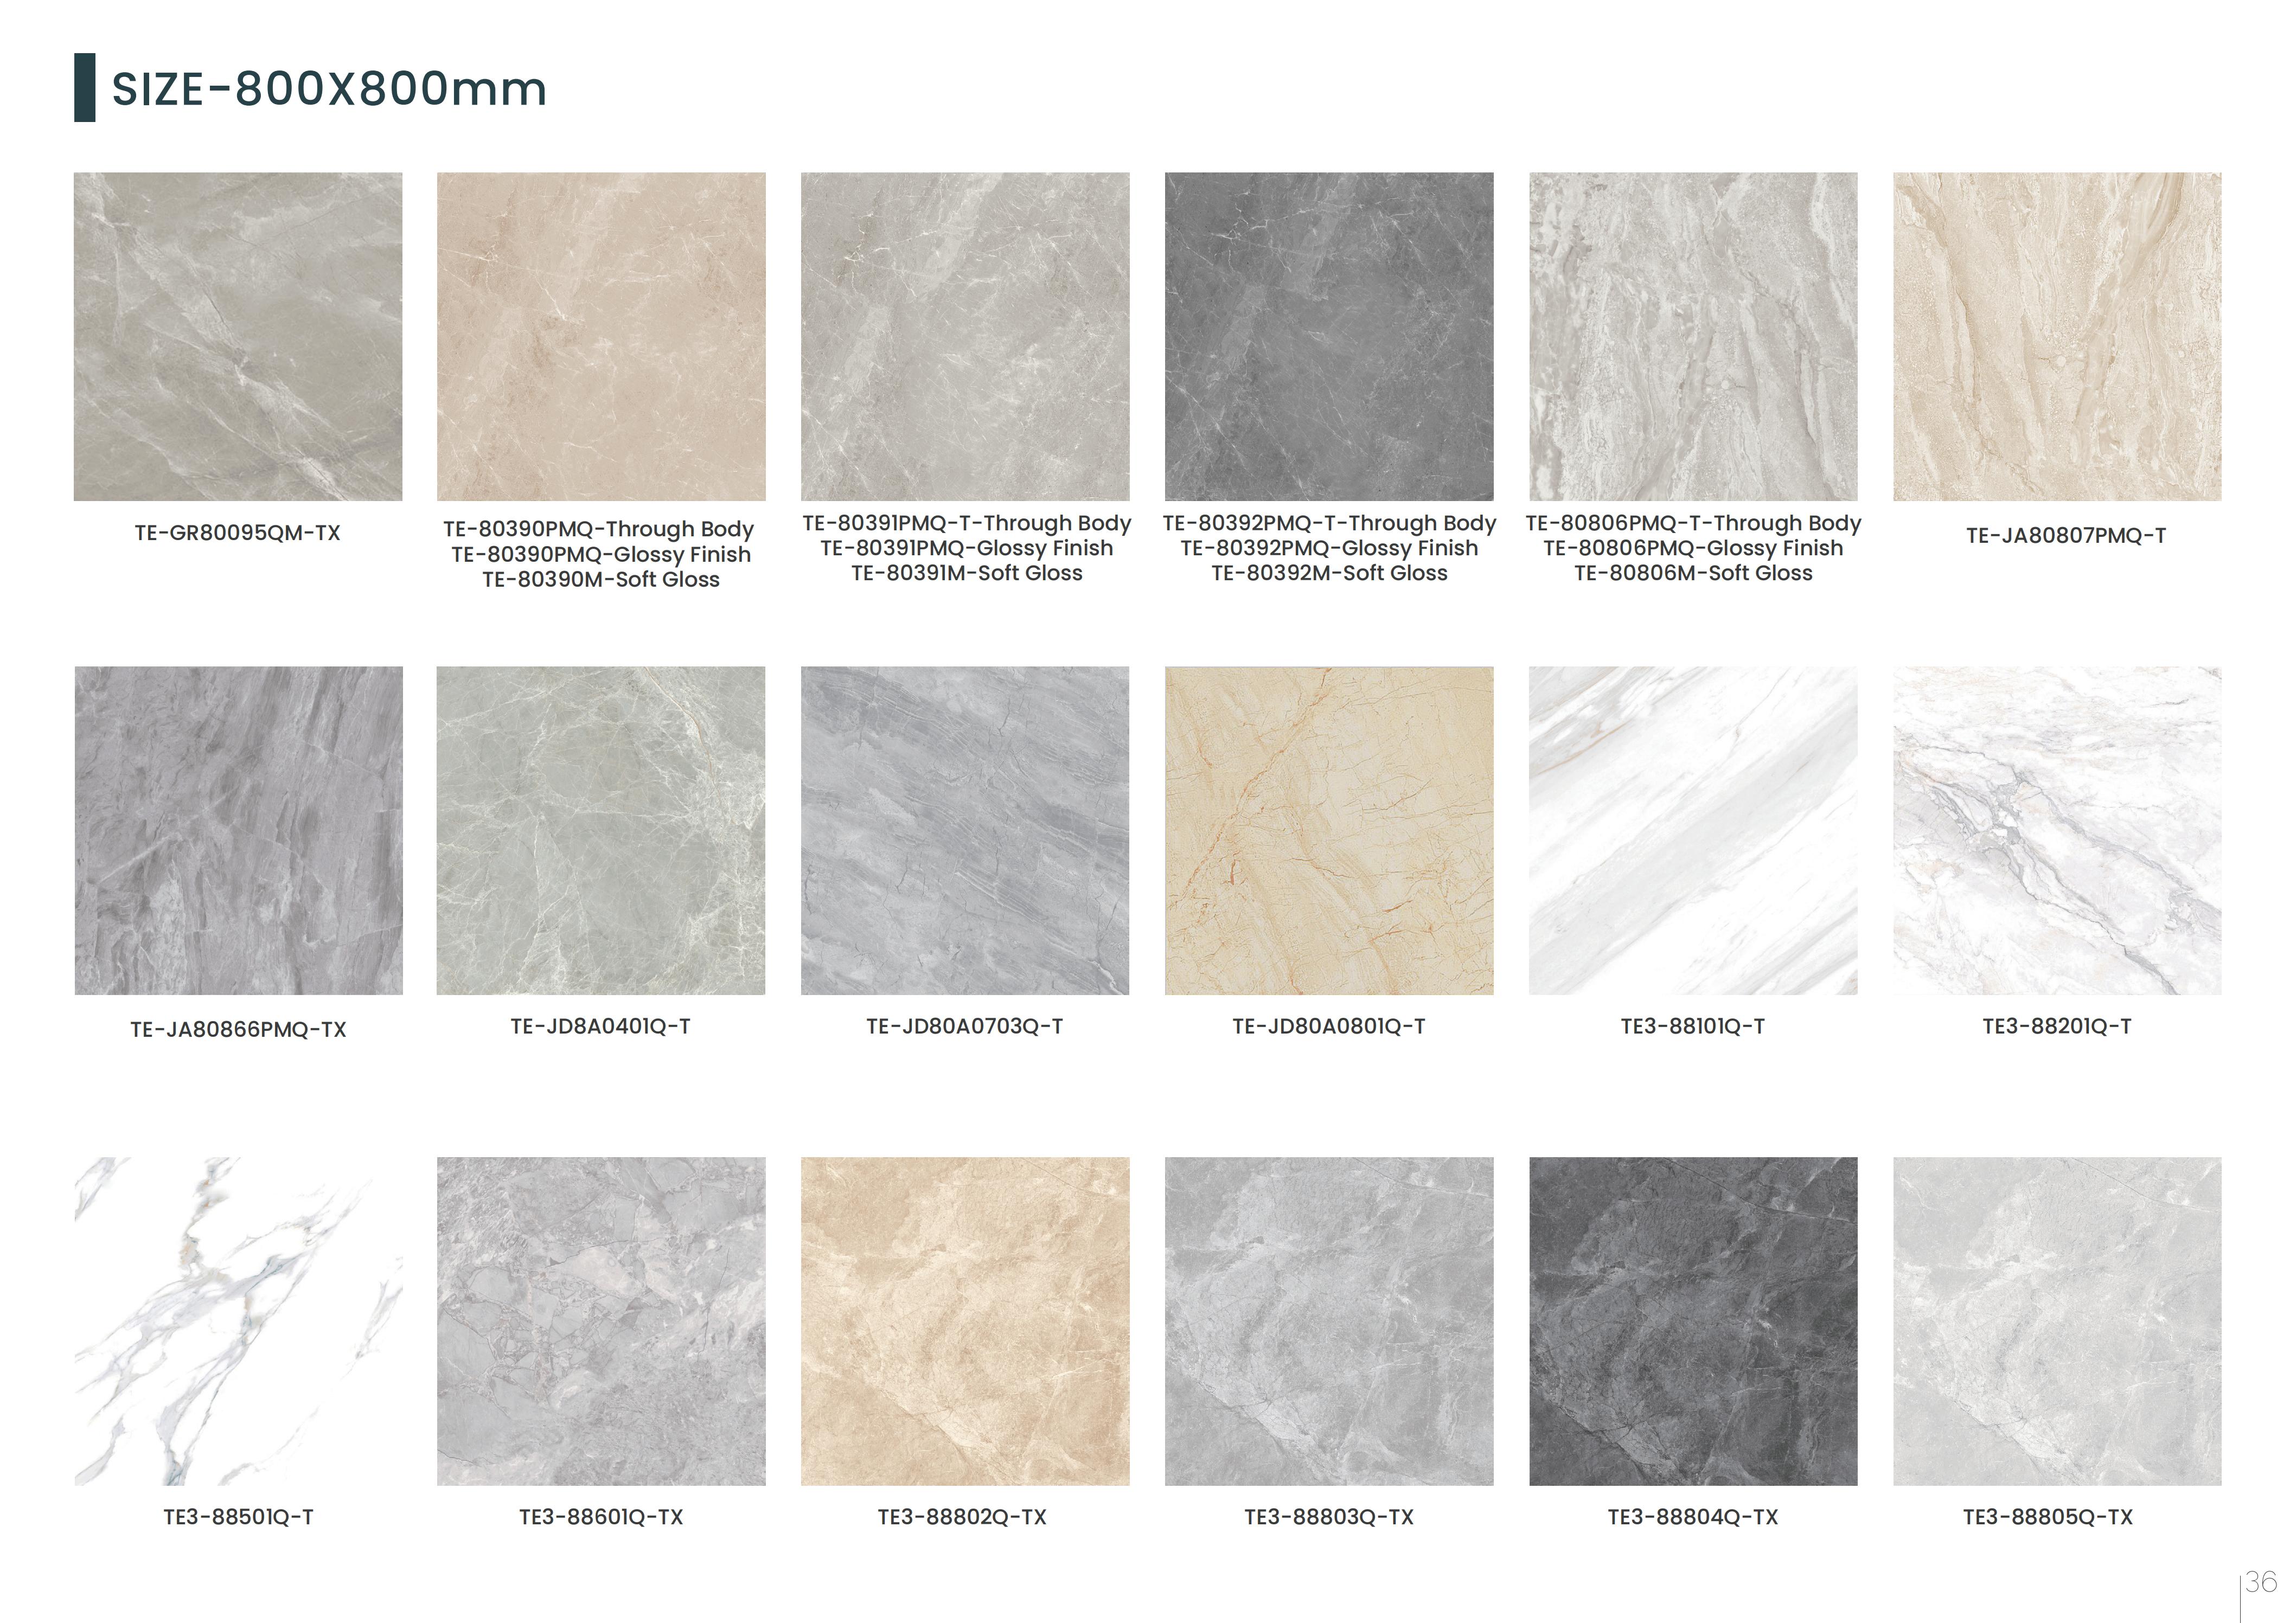 SIZE-800X800mm
TE-GR80095QM-TX
TE-80390PMQ-Through Body
TE-80390PMQ-Glossy Finish
TE-80390M-Soft Gloss
TE-80391PMQ-T-Through Body
TE-80391PMQ-Glossy Finish
TE-80391M-Soft Gloss
TE-80392PMQ-T-Through Body
TE-80392PMQ-Glossy Finish
TE-80392M-Soft Gloss
TE-80806PMQ-T-Through Body
TE-80806PMQ-Glossy Finish
TE-80806M-Soft Gloss
TE-JA80807PMQ-T
TE-JA80866PMQ-TX
TE-JD8A0401Q-T
TE-JD80A0703Q-T
TE-JD80A0801Q-T
TE3-88101Q-T
TE3-88201Q-T
TE3-88501Q-T
TE3-88601Q-TX
TE3-88802Q-TX
TE3-88803Q-TX
TE3-88804Q-TX
TE3-88805Q-TX
36